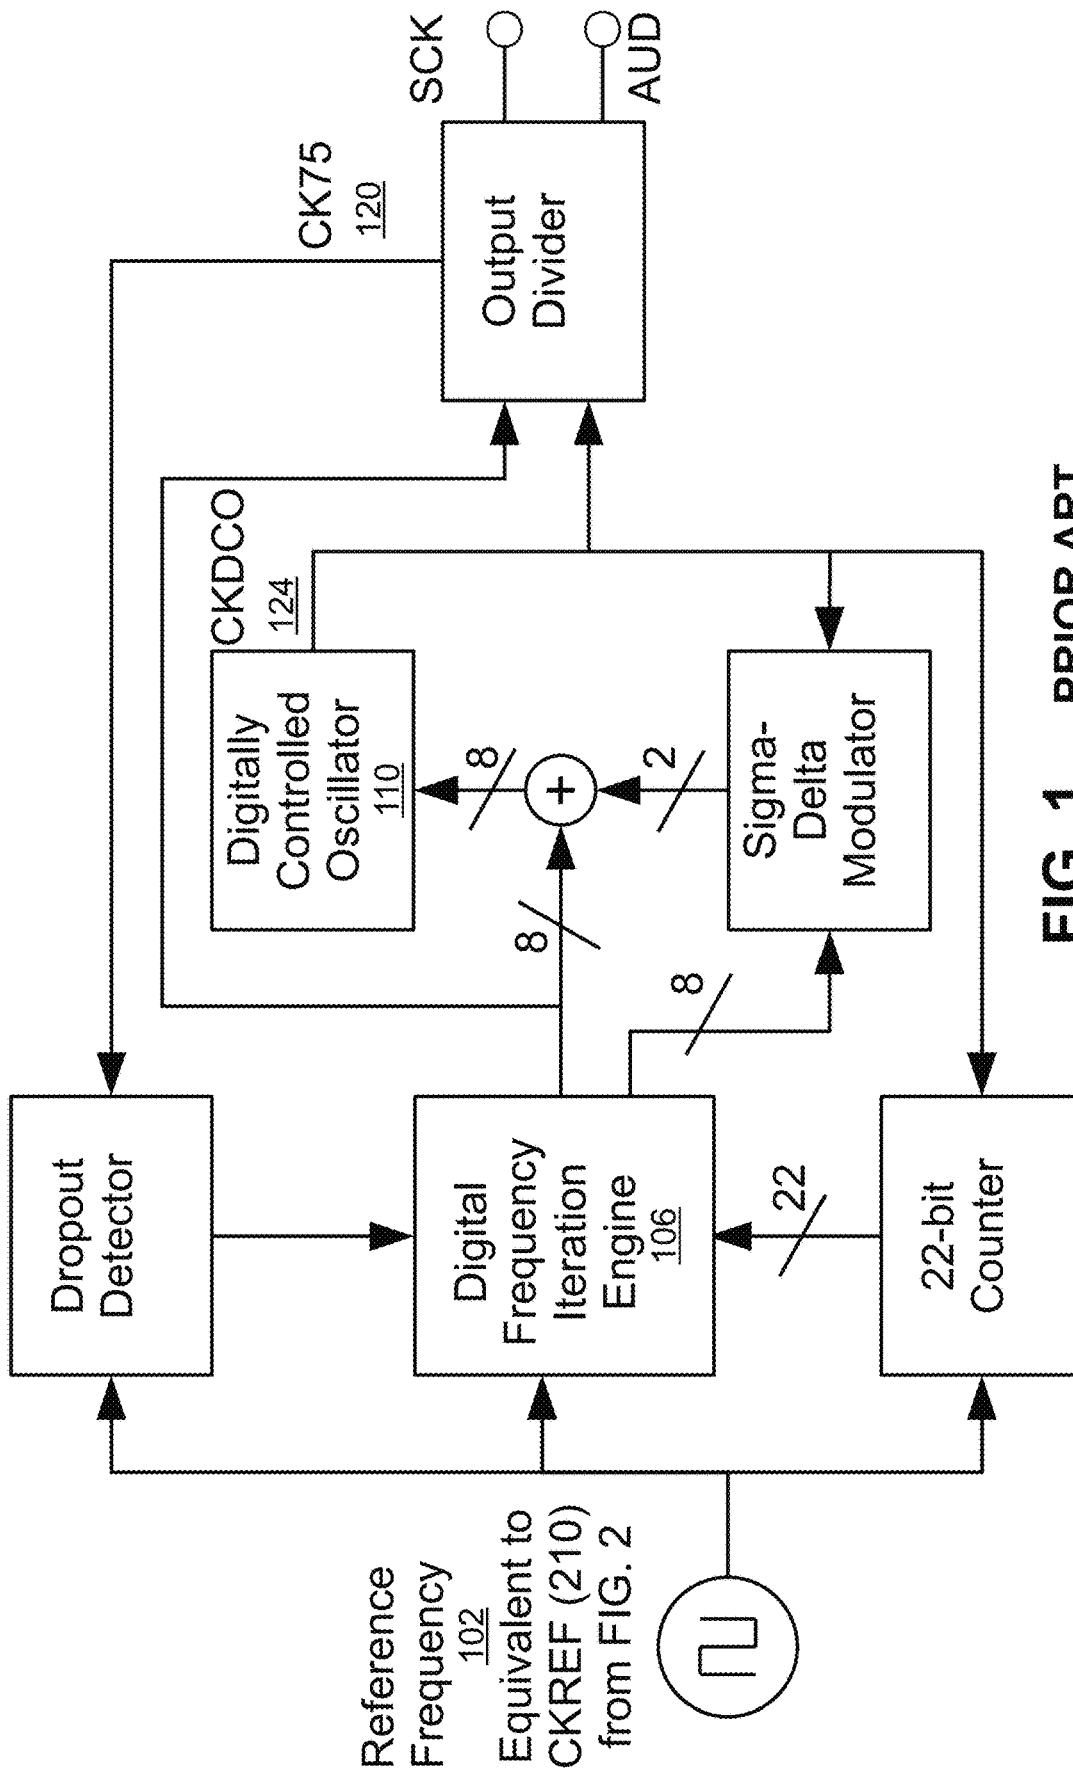 Reference
Frequency
102
Equivalent to
CKREF (210)
from FIG. 2
Dropout
Detector
Digital
Frequency
Iteration
Engine
106
22
22-bit
Counter
8
8
Digitally
Controlled
Oscillator
110
8
2
Sigma-
Delta
Modulator
CKDCO
124
CK75
120
Output
Divider
SCK
AUD
FIG. 1 PRIOR ART